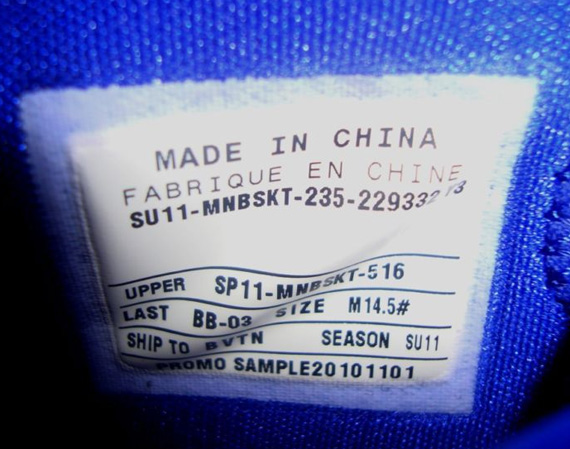 MADE IN CHINA
FABRIQUE EN CHINE
SU11-MNBSKT-235-22933213
UPPER SP11-MNBSKT-516
LAST BB-03 SIZE M14.5#
SHIP TO BVTN SEASON SU11
PROMO SAMPLE20101101